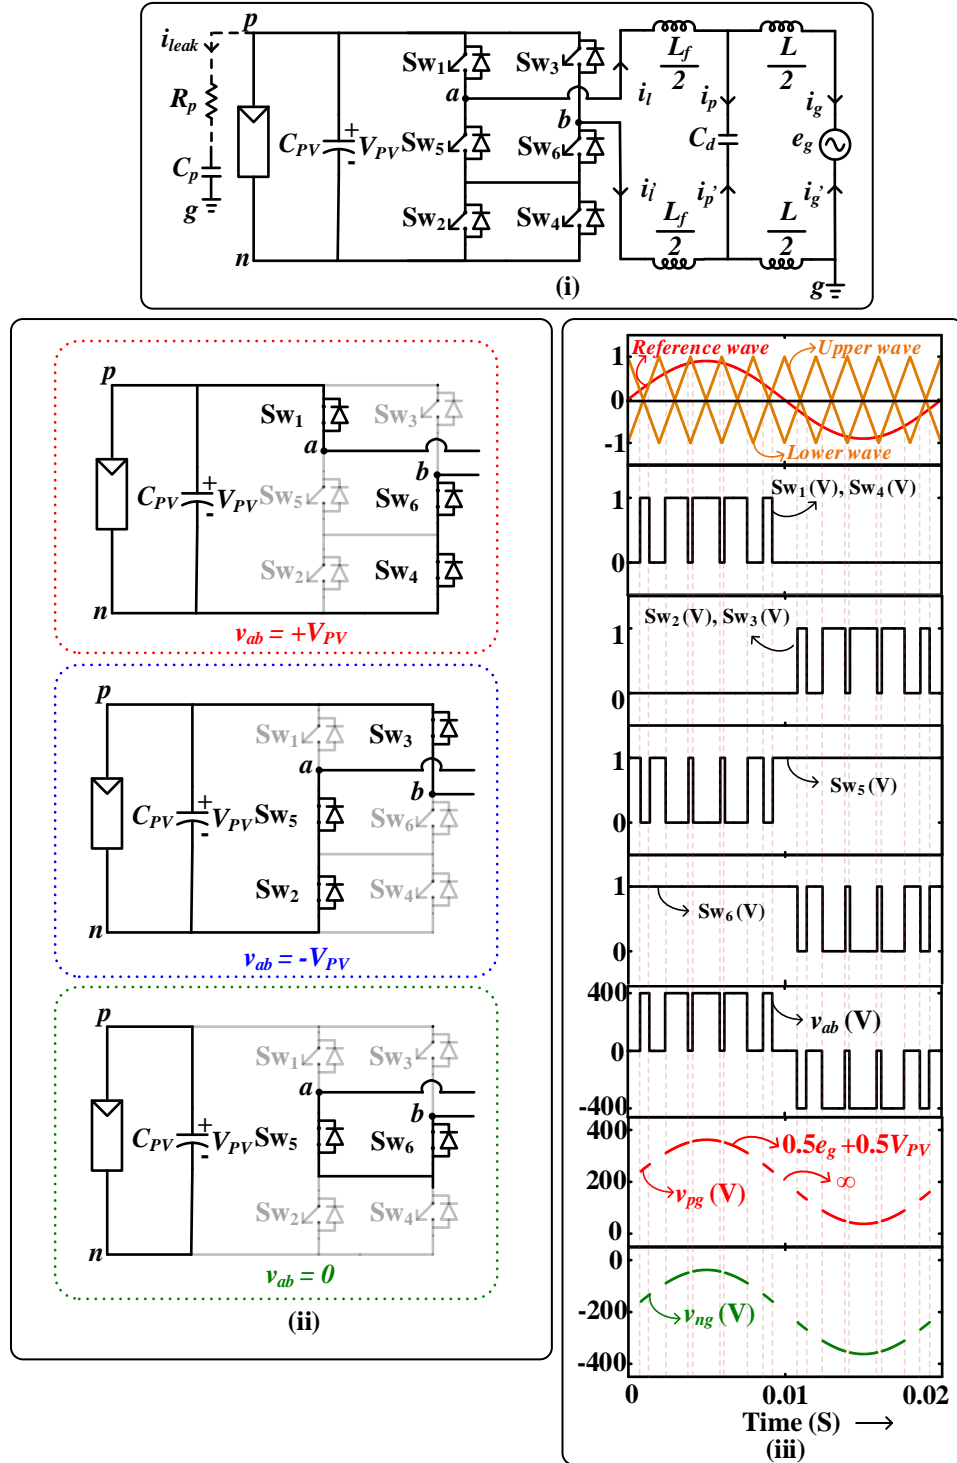 p
i_leak
Sw1
Sw3
L_f/2
L/2
a
R_p
i_l
i_p
i_g
b
C_PV
+
V_PV
-
Sw5
Sw6
C_d
e_g
C_p
i_l'
i_p'
i_g'
g
Sw2
Sw4
L_f/2
L/2
n
(i)
g
p
Sw1
Sw3
a
b
C_PV
+
V_PV
-
Sw5
Sw6
Sw2
Sw4
n
v_ab = +V_PV
p
Sw1
Sw3
a
b
C_PV
+
V_PV
-
Sw5
Sw6
Sw2
Sw4
n
v_ab = -V_PV
p
Sw1
Sw3
a
b
C_PV
+
V_PV
-
Sw5
Sw6
Sw2
Sw4
n
v_ab = 0
(ii)
Reference wave
Upper wave
1
0
-1
Lower wave
Sw1(V), Sw4(V)
1
0
Sw2(V), Sw3(V)
1
0
1
Sw5(V)
0
1
Sw6(V)
0
400
v_ab (V)
0
-400
400
0.5e_g +0.5V_PV
200
v_pg (V)
∞
0
0
-200
v_ng (V)
-400
0
0.01
0.02
Time (S)
(iii)